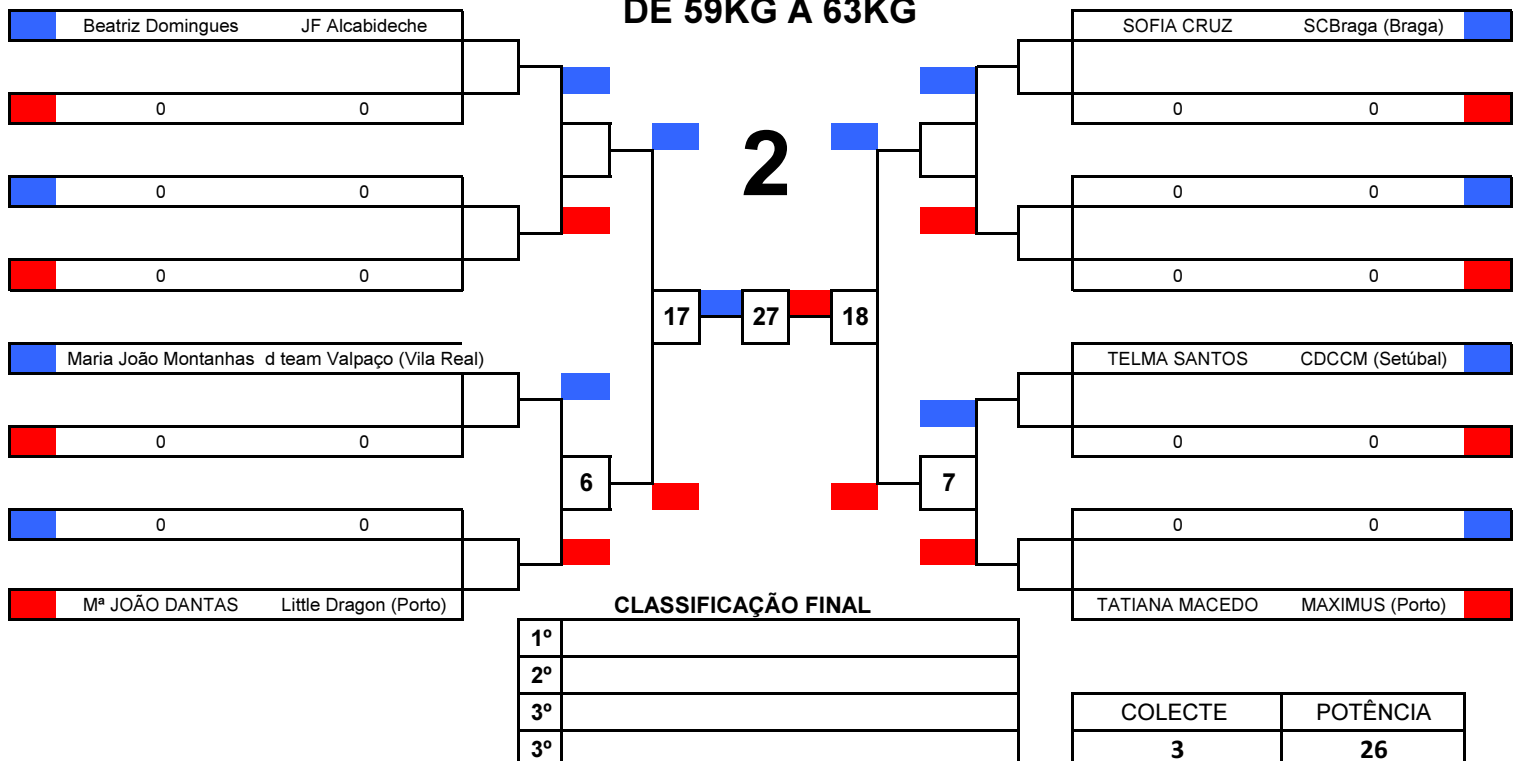 DE 59KG A 63KG
Beatriz Domingues JF Alcabideche
SOFIA CRUZ SCBraga (Braga)
0 0
0 0
2
0 0
0 0
0 0
0 0
17 27 18
Maria João Montanhas d team Valpaço (Vila Real)
TELMA SANTOS CDCCM (Setúbal)
0 0
0 0
6
7
0 0
0 0
Mª JOÃO DANTAS Little Dragon (Porto)
TATIANA MACEDO MAXIMUS (Porto)
CLASSIFICAÇÃO FINAL
1º
2º
3º
3º
COLECTE POTÊNCIA
3 26